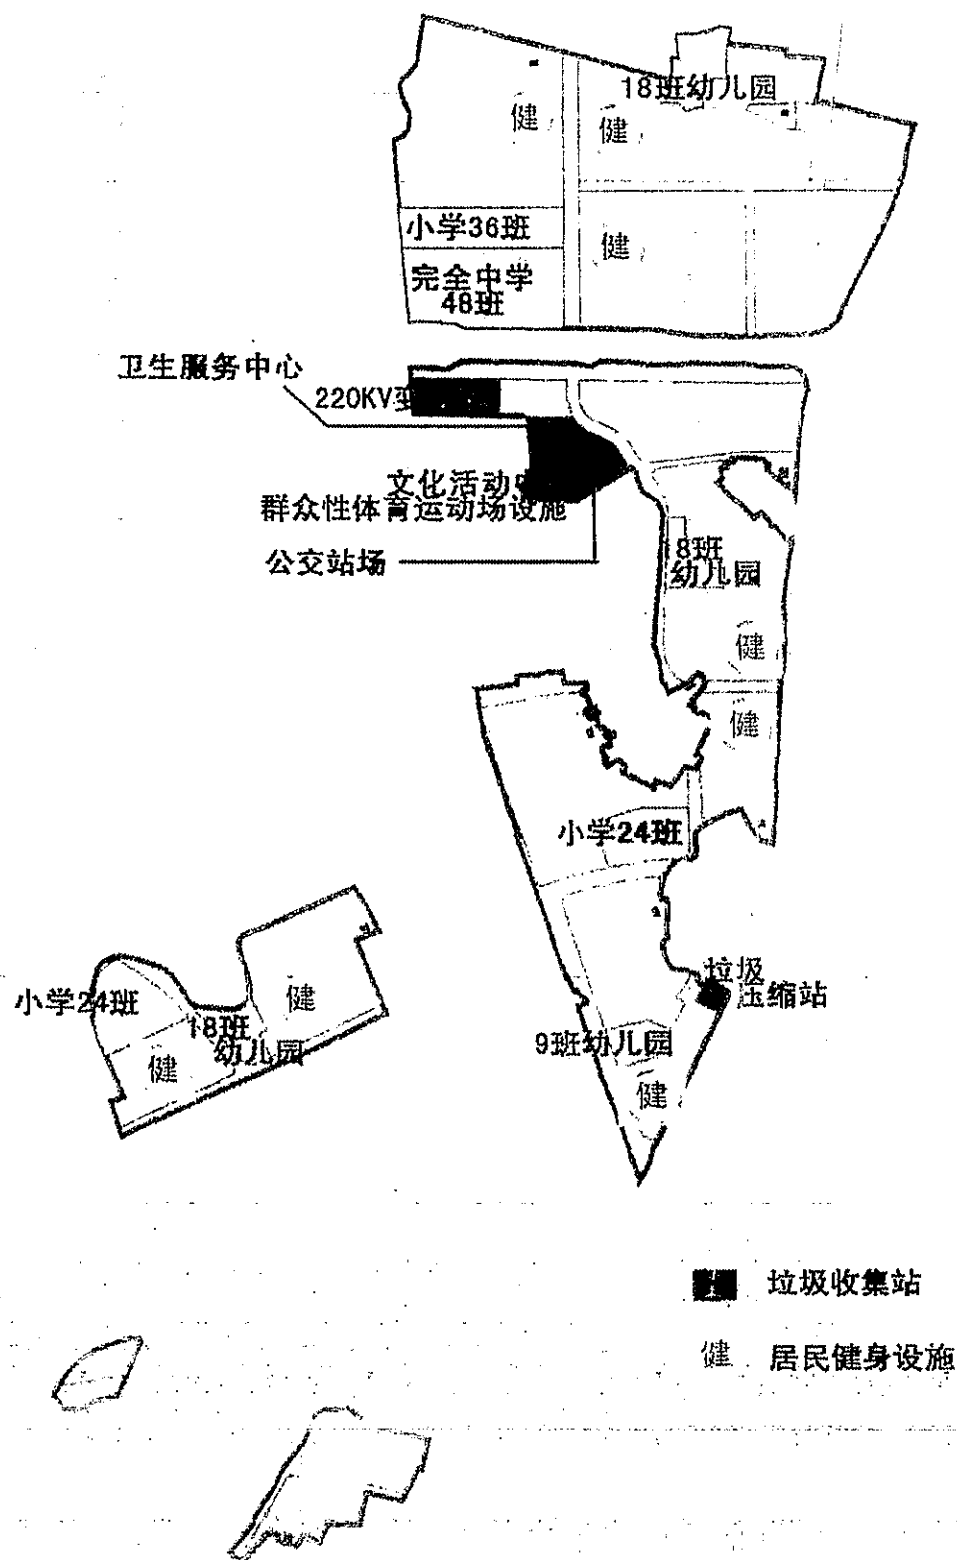 18班幼儿园
健
健
小学36班
健
完全中学
48班
卫生服务中心
220KV变
文化活动
群众性体育运动场设施
公交站场
18班
幼儿园
健
健
小学24班
垃圾
压缩站
小学24班
健
18班
幼儿园
健
9班幼儿园
健
垃圾收集站
健 居民健身设施